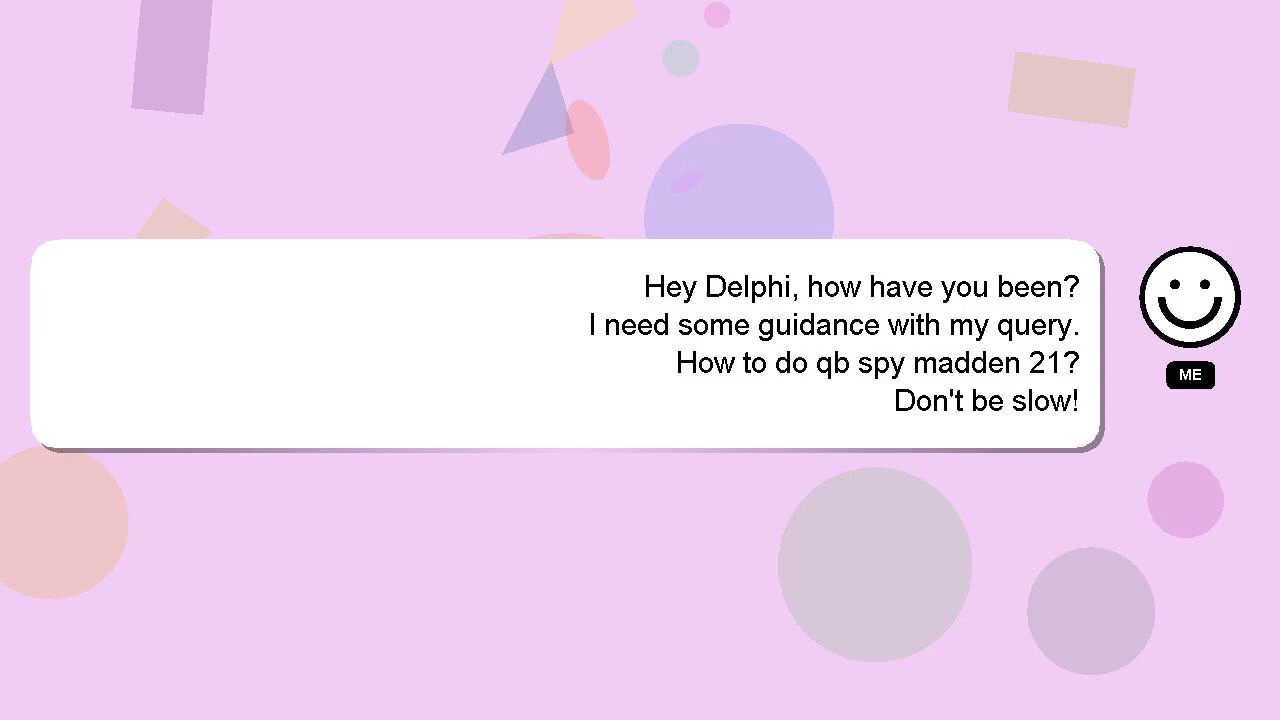 Hey Delphi, how have you been?
I need some guidance with my query.
How to do qb spy madden 21?
Don't be slow!
ME